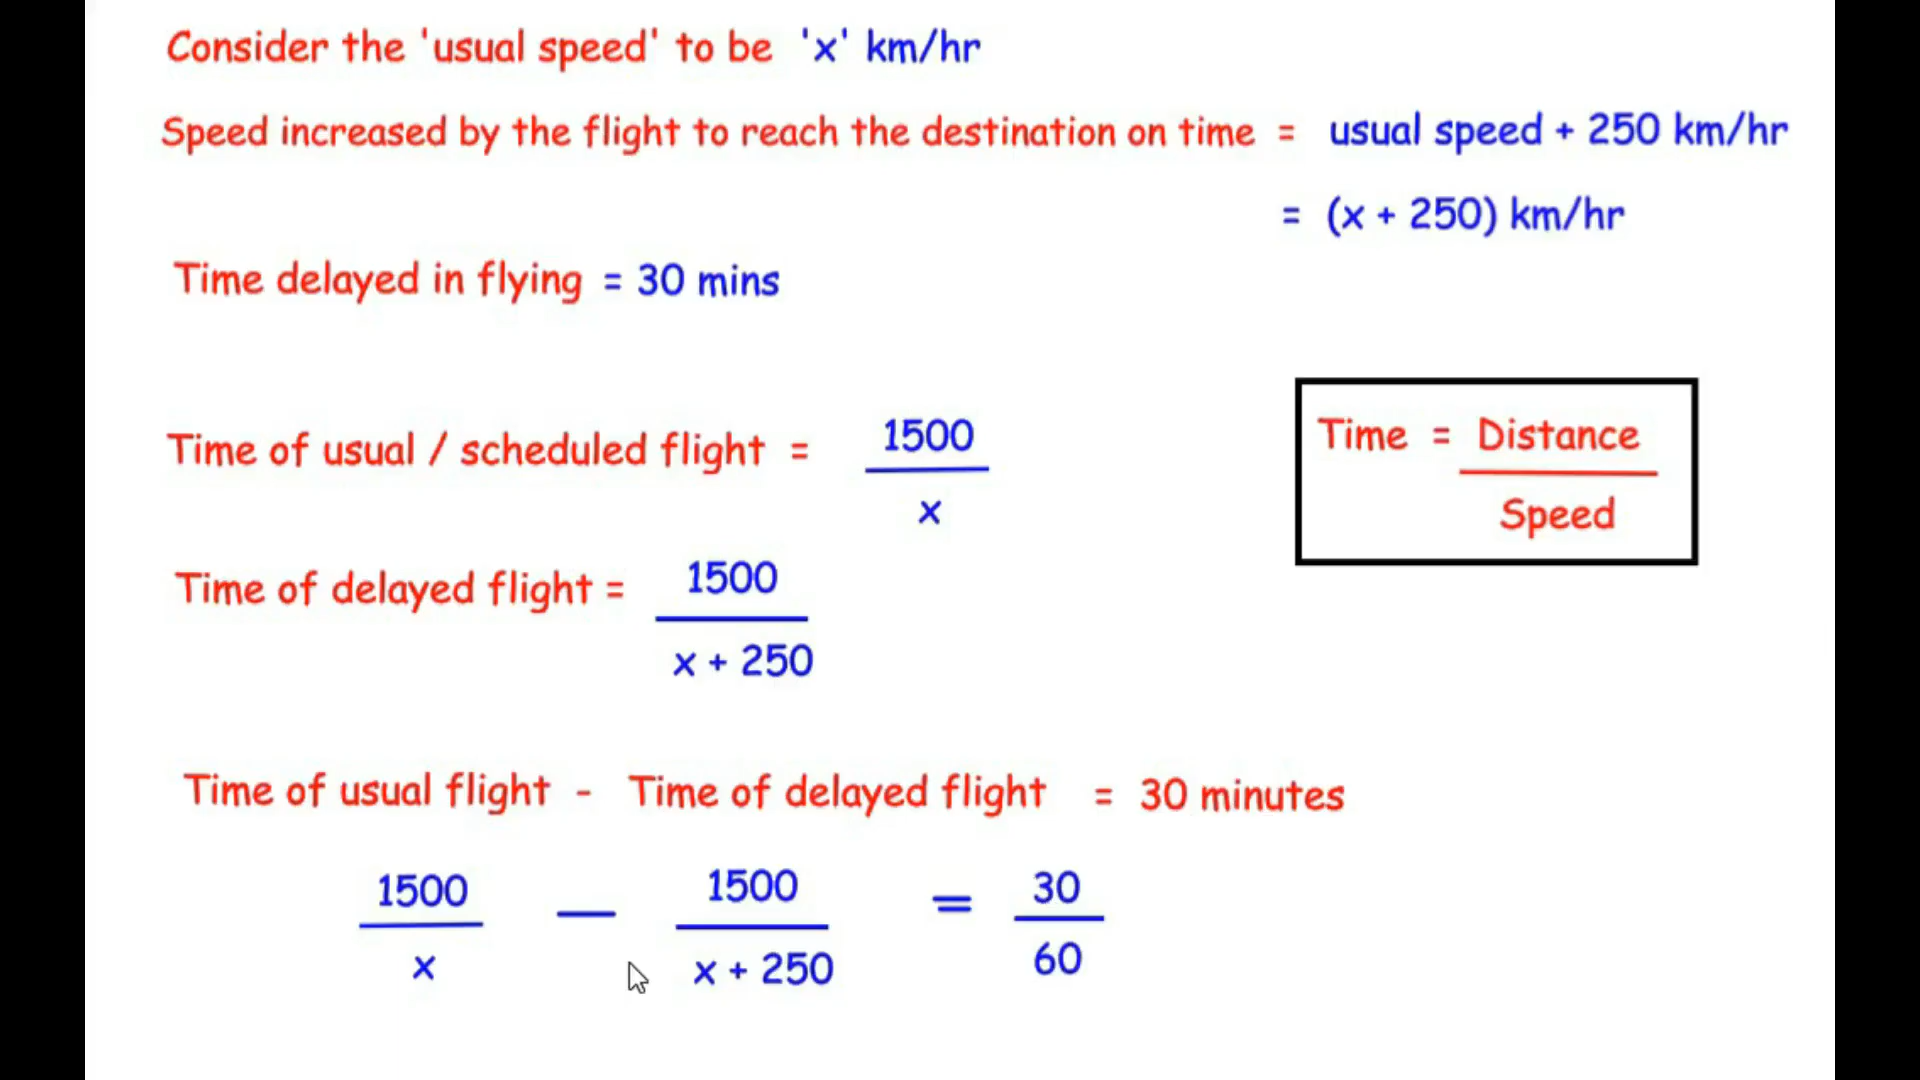 Consider the 'usual speed' to be 'x' km/hr
Speed increased by the flight to reach the destination on time = usual speed + 250 km/hr
= (x + 250) km/hr
Time delayed in flying = 30 mins
Time of usual / scheduled flight = 1500
x
Time = Distance
Speed
Time of delayed flight = 1500
x + 250
Time of usual flight - Time of delayed flight = 30 minutes
1500 — 1500 = 30
x x + 250 60